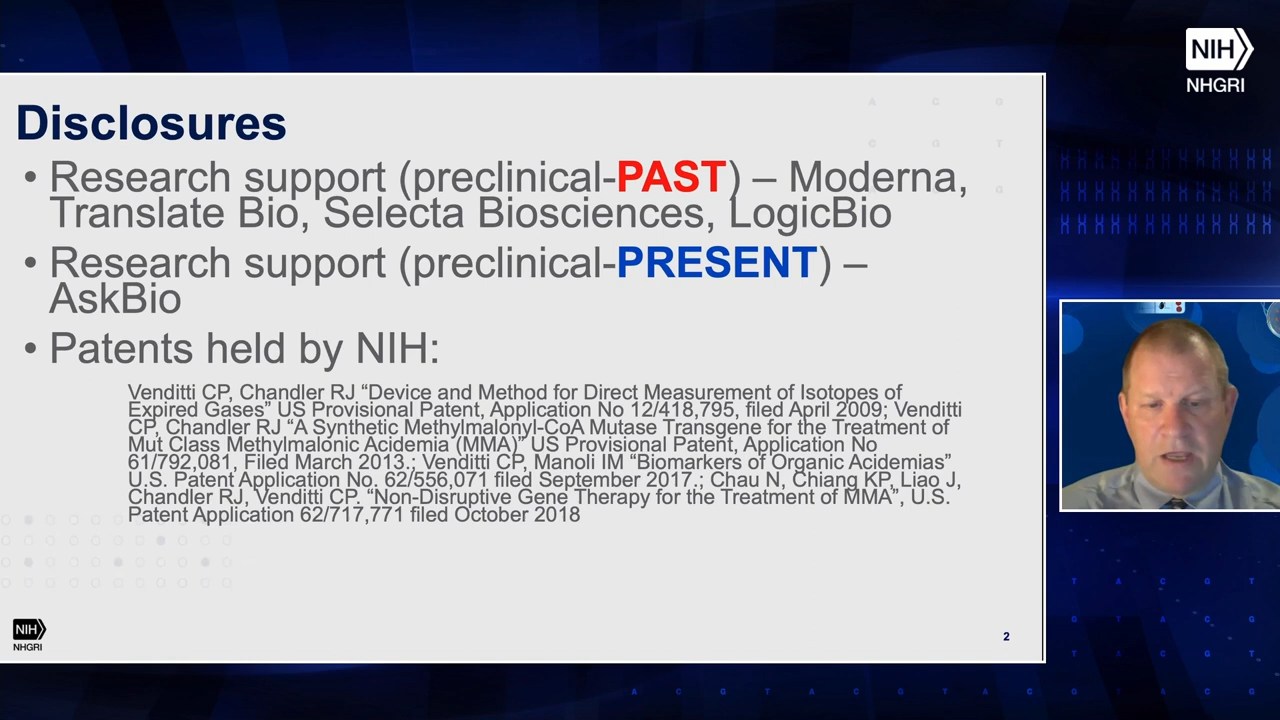 NIH
NHGRI
Disclosures
• Research support (preclinical-PAST) – Moderna,
Translate Bio, Selecta Biosciences, LogicBio
• Research support (preclinical-PRESENT) –
AskBio
• Patents held by NIH:
Venditti CP, Chandler RJ “Device and Method for Direct Measurement of Isotopes of
Expired Gases” US Provisional Patent, Application No 12/418,795, filed April 2009; Venditti
CP, Chandler RJ “A Synthetic Methylmalonyl-CoA Mutase Transgene for the Treatment of
Mut Class Methylmalonic Acidemia (MMA)” US Provisional Patent, Application No
61/792,081, Filed March 2013.; Venditti CP, Manoli IM “Biomarkers of Organic Acidemias”
U.S. Patent Application No. 62/556,071 filed September 2017.; Chau N, Chiang KP, Liao J,
Chandler RJ, Venditti CP. “Non-Disruptive Gene Therapy for the Treatment of MMA”, U.S.
Patent Application 62/717,771 filed October 2018
NIH
NHGRI
2